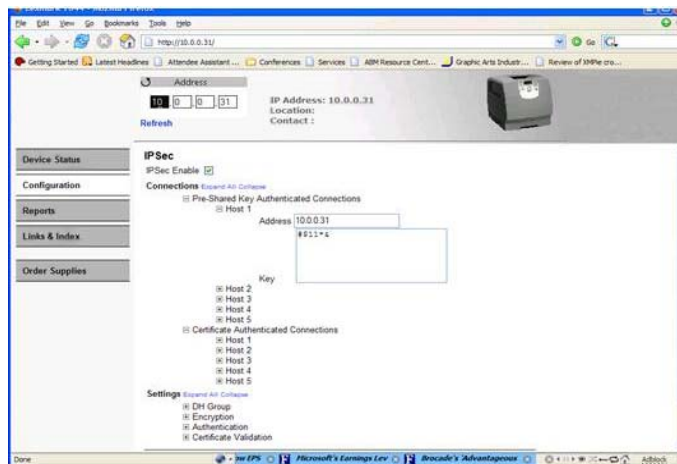 File Edit View Go Bookmarks Tools Help
http://10.0.0.31/ Go
Getting Started Latest Headlines Attendee Assistant ... Conferences Services ABM Resource Cent... Graphic Arts Industr... Review of XMPie cro...
Address
10 .0 .0 .31
Refresh
IP Address: 10.0.0.31
Location:
Contact :
Device Status
Configuration
Reports
Links & Index
Order Supplies
IPSec
IPSec Enable
Connections Expand All Collapse
Pre-Shared Key Authenticated Connections
Host 1
Address 10.0.0.31
Key
Host 2
Host 3
Host 4
Host 5
Certificate Authenticated Connections
Host 1
Host 2
Host 3
Host 4
Host 5
Settings Expand All Collapse
DH Group
Encryption
Authentication
Certificate Validation
Done EPS Microsoft's Earnings Lev Brocade's Advantageous Adblock